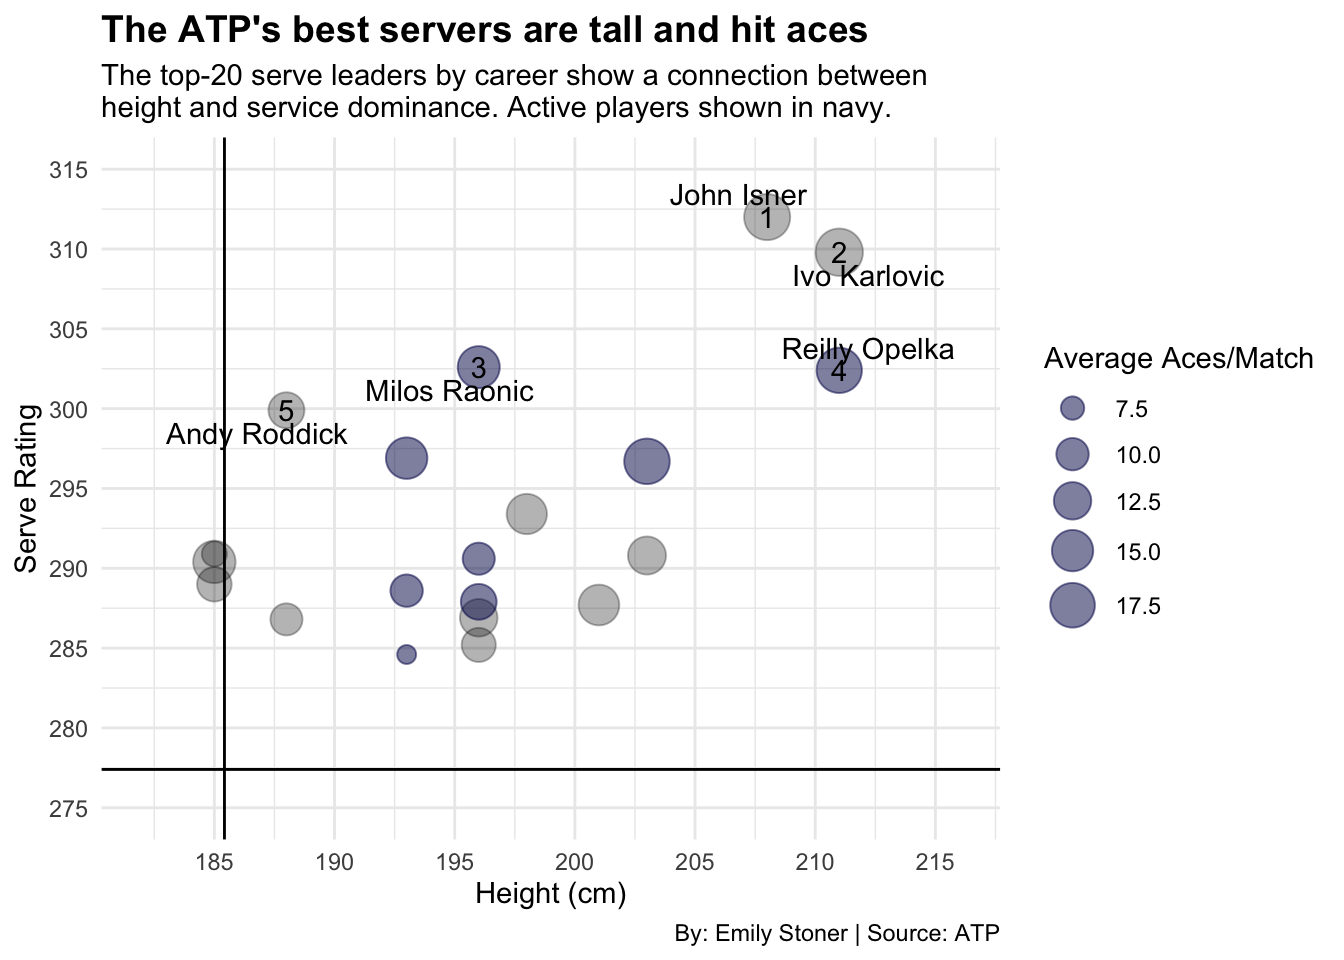 The ATP's best servers are tall and hit aces
The top-20 serve leaders by career show a connection between
height and service dominance. Active players shown in navy.
315
310
305
300
295
290
285
280
275
Serve Rating
John Isner
1
2
Ivo Karlovic
Reilly Opelka
4
3
Milos Raonic
5
Andy Roddick
185
190
195
200
205
210
215
Height (cm)
Average Aces/Match
7.5
10.0
12.5
15.0
17.5
By: Emily Stoner | Source: ATP